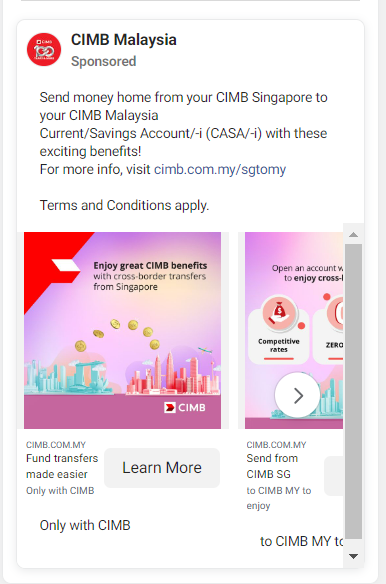 CIMB Malaysia
Sponsored
Send money home from your CIMB Singapore to
your CIMB Malaysia
Current/Savings Account/-i (CASA/-i) with these
exciting benefits!
For more info, visit cimb.com.my/sgtomy
Terms and Conditions apply.
Enjoy great CIMB benefits
with cross-border transfers
from Singapore
CIMB
Open an account w
to enjoy cross-
Competitive
rates
ZERO
CIMB.COM.MY
Fund transfers
made easier
Only with CIMB
Learn More
Only with CIMB
CIMB.COM.MY
Send from
CIMB SG
to CIMB MY to
enjoy
to CIMB MY to